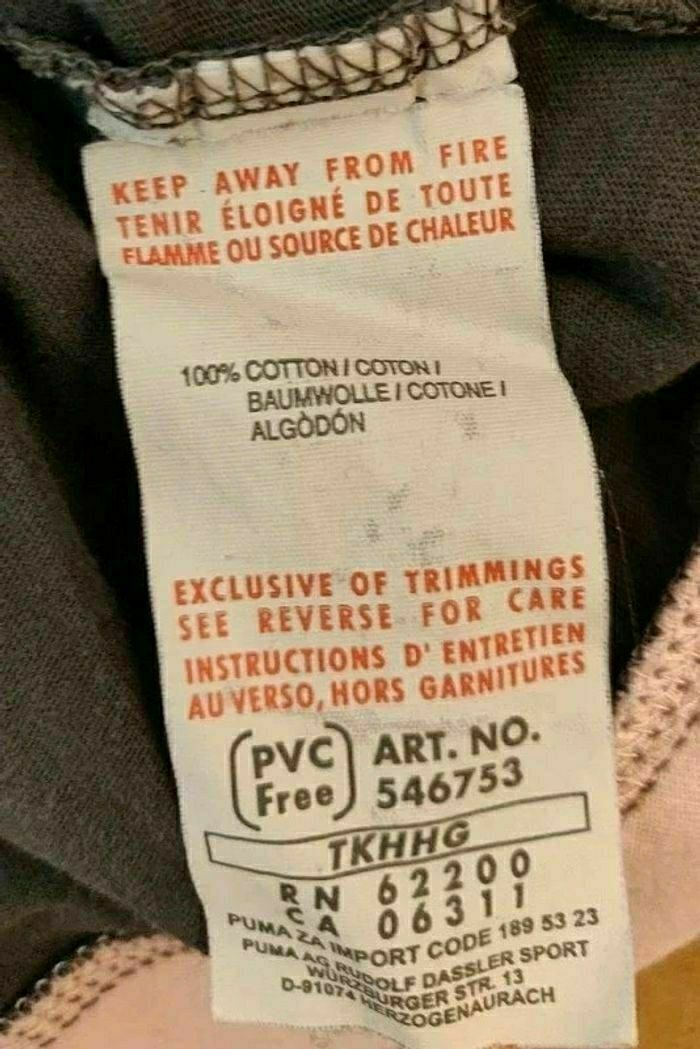 KEEP AWAY FROM FIRE
TENIR ÉLOIGNÉ DE TOUTE
FLAMME OU SOURCE DE CHALEUR
100% COTTON / COTON /
BAUMWOLLE / COTONE /
ALGÒDÓN
EXCLUSIVE OF TRIMMINGS
SEE REVERSE FOR CARE
INSTRUCTIONS D' ENTRETIEN
AU VERSO, HORS GARNITURES
PVC Free
ART. NO.
546753
TKHHG
RN 62200
CA 06311
PUMA ZA IMPORT CODE 189 53 23
PUMA AG RUDOLF DASSLER SPORT
WÜRZBURGER STR. 13
D-91074 HERZOGENAURACH